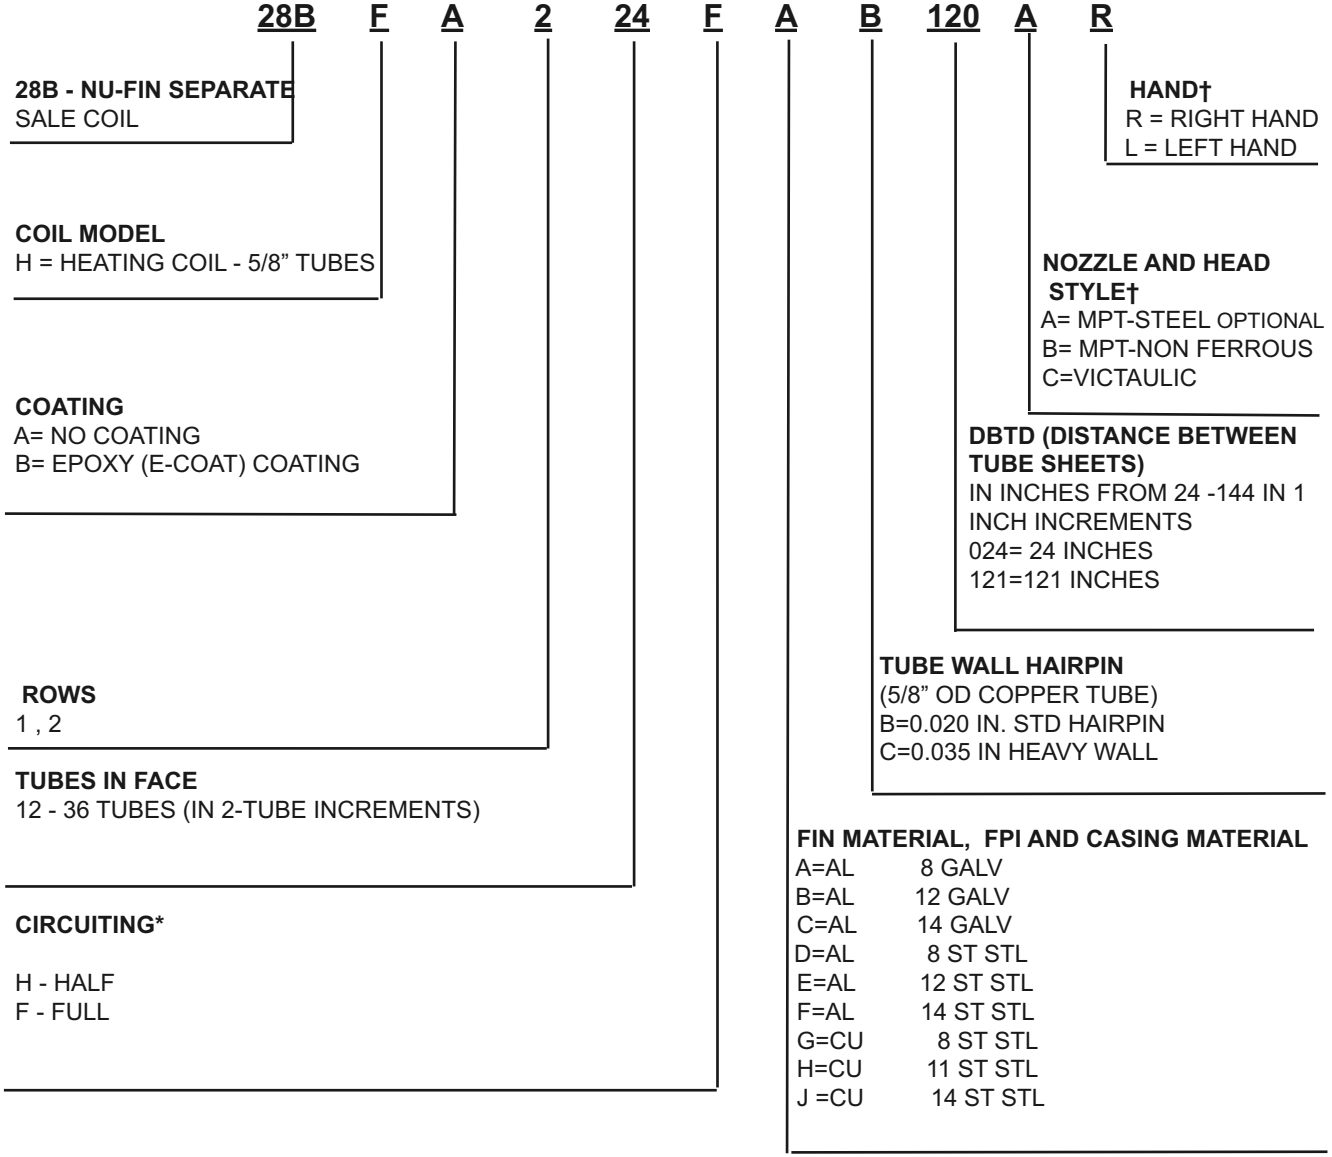 28B F A 2 24 F A B 120 A R
28B - NU-FIN SEPARATE
SALE COIL
HAND†
R = RIGHT HAND
L = LEFT HAND
COIL MODEL
H = HEATING COIL - 5/8” TUBES
NOZZLE AND HEAD
STYLE†
A= MPT-STEEL OPTIONAL
B= MPT-NON FERROUS
C=VICTAULIC
COATING
A= NO COATING
B= EPOXY (E-COAT) COATING
DBTD (DISTANCE BETWEEN
TUBE SHEETS)
IN INCHES FROM 24 -144 IN 1
INCH INCREMENTS
024= 24 INCHES
121=121 INCHES
ROWS
1 , 2
TUBE WALL HAIRPIN
(5/8” OD COPPER TUBE)
B=0.020 IN. STD HAIRPIN
C=0.035 IN HEAVY WALL
TUBES IN FACE
12 - 36 TUBES (IN 2-TUBE INCREMENTS)
FIN MATERIAL, FPI AND CASING MATERIAL
A=AL 8 GALV
B=AL 12 GALV
C=AL 14 GALV
D=AL 8 ST STL
E=AL 12 ST STL
F=AL 14 ST STL
G=CU 8 ST STL
H=CU 11 ST STL
J =CU 14 ST STL
CIRCUITING*
H - HALF
F - FULL